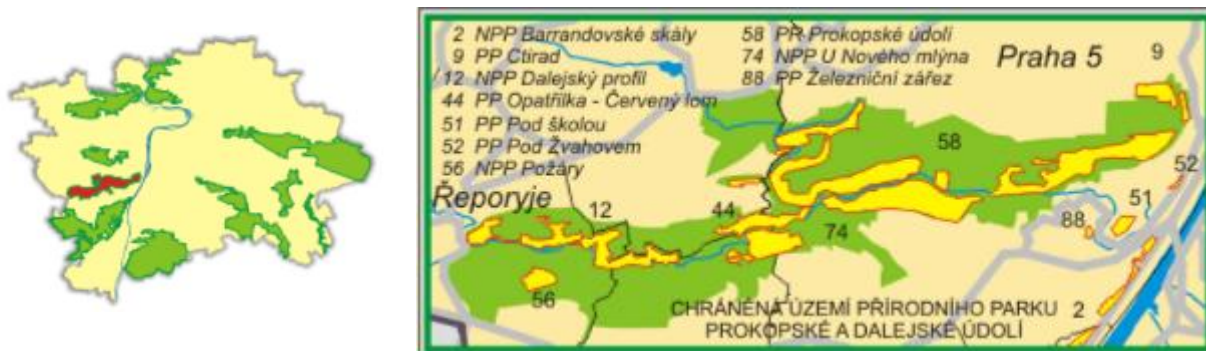 2 NPP Barrandovské skály
9 PP Ctirad
12 NPP Dalejský profil
44 PP Opatřilka - Červený lom
51 PP Pod školou
52 PP Pod Žvahovem
56 NPP Požáry
58 PR Prokopské údolí
74 NPP U Nového mlýna
88 PP Železniční zářez
Praha 5
9
58
52
Řeporyje
12
44
51
88
74
56
2
CHRÁNĚNÁ ÚZEMÍ PŘÍRODNÍHO PARKU
PROKOPSKÉ A DALEJSKÉ ÚDOLÍ